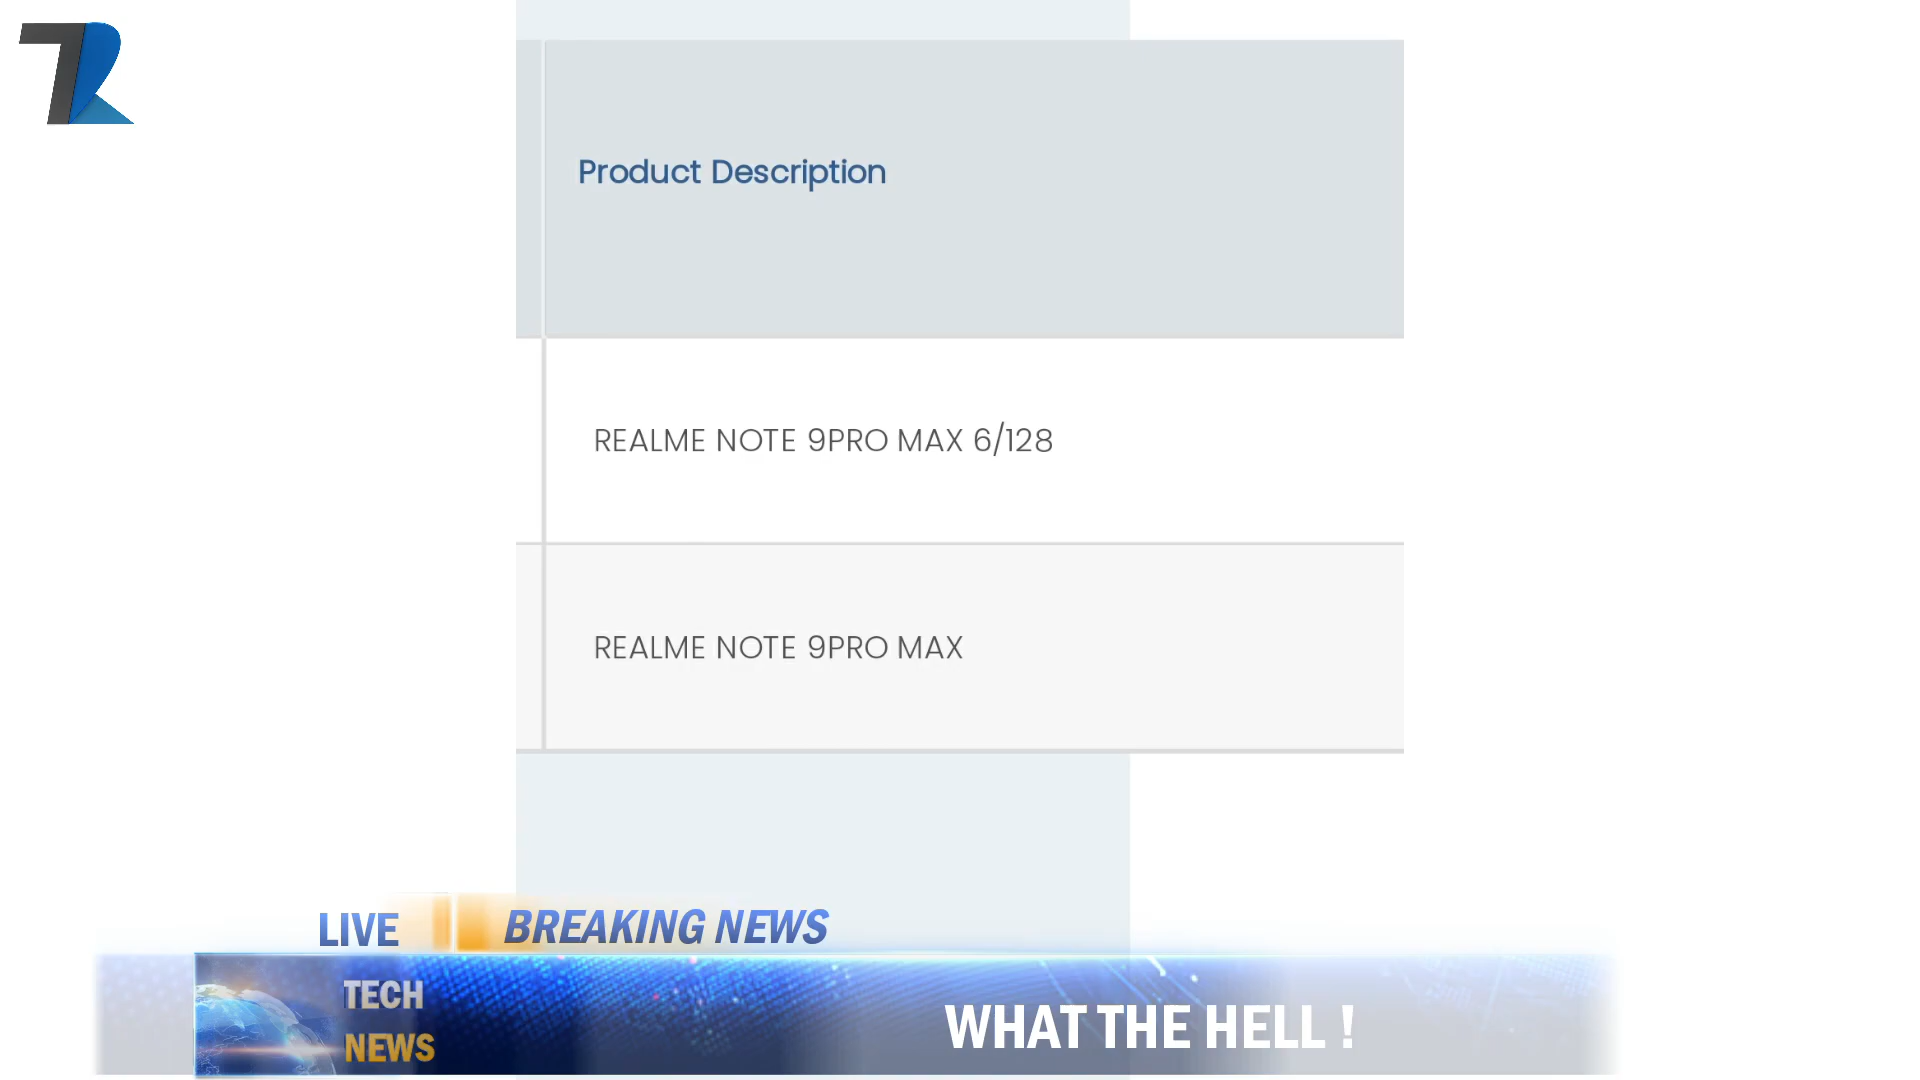 Product Description
REALME NOTE 9PRO MAX 6/128
REALME NOTE 9PRO MAX
LIVE
BREAKING NEWS
TECH
NEWS
WHAT THE HELL !